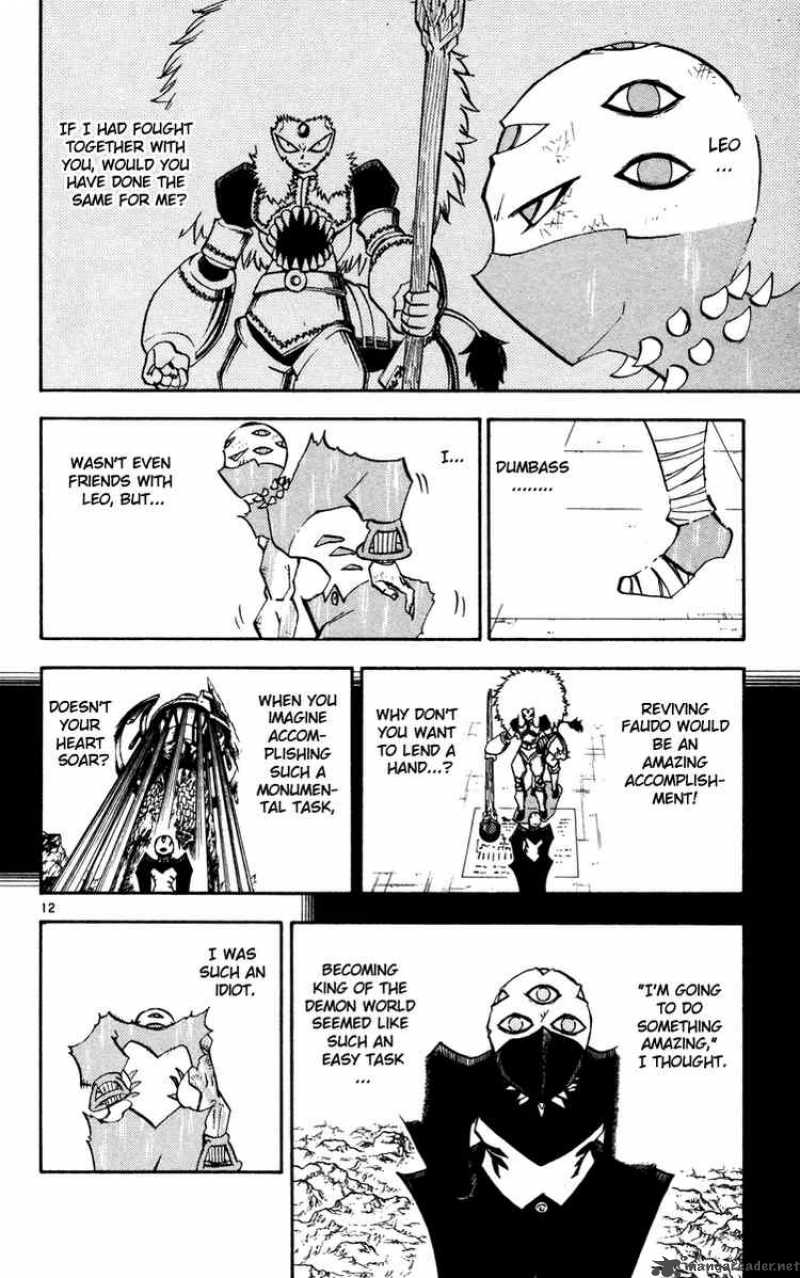 LEO
...
IF I HAD FOUGHT
TOGETHER WITH
YOU, WOULD YOU
HAVE DONE THE
SAME FOR ME?
DUMBASS
........
I...
WASN'T EVEN
FRIENDS WITH
LEO, BUT...
REVIVING
FAUDO WOULD
BE AN
AMAZING
ACCOMPLISH-
MENT!
WHY DON'T
YOU WANT
TO LEND A
HAND...?
WHEN YOU
IMAGINE
ACCOM-
PLISHING
SUCH A
MONUMEN-
TAL TASK,
DOESN'T
YOUR
HEART
SOAR?
12
"I'M GOING
TO DO
SOMETHING
AMAZING,"
I THOUGHT.
BECOMING
KING OF THE
DEMON WORLD
SEEMED LIKE
SUCH AN
EASY TASK
...
I WAS
SUCH AN
IDIOT.
mangareader.net